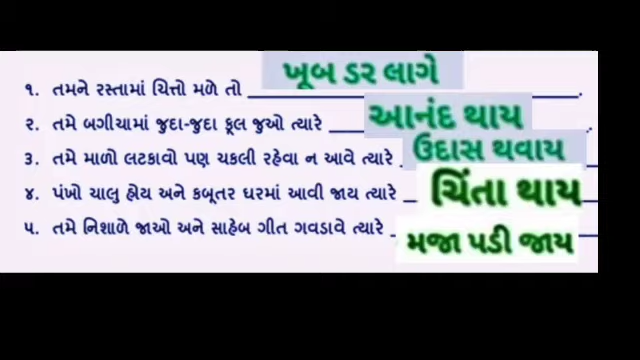 ૧. તમને રસ્તામાં ચિત્તો મળે તો ખૂબ ડર લાગે.
૨. તમે બગીચામાં જુદા-જુદા ફૂલ જુઓ ત્યારે આનંદ થાય.
૩. તમે માળો લટકાવો પણ ચકલી રહેવા ન આવે ત્યારે ઉદાસ થવાય
૪. પંખો ચાલુ હોય અને કબૂતર ઘરમાં આવી જાય ત્યારે ચિંતા થાય
૫. તમે નિશાળે જાઓ અને સાહેબ ગીત ગવડાવે ત્યારે મજા પડી જાય